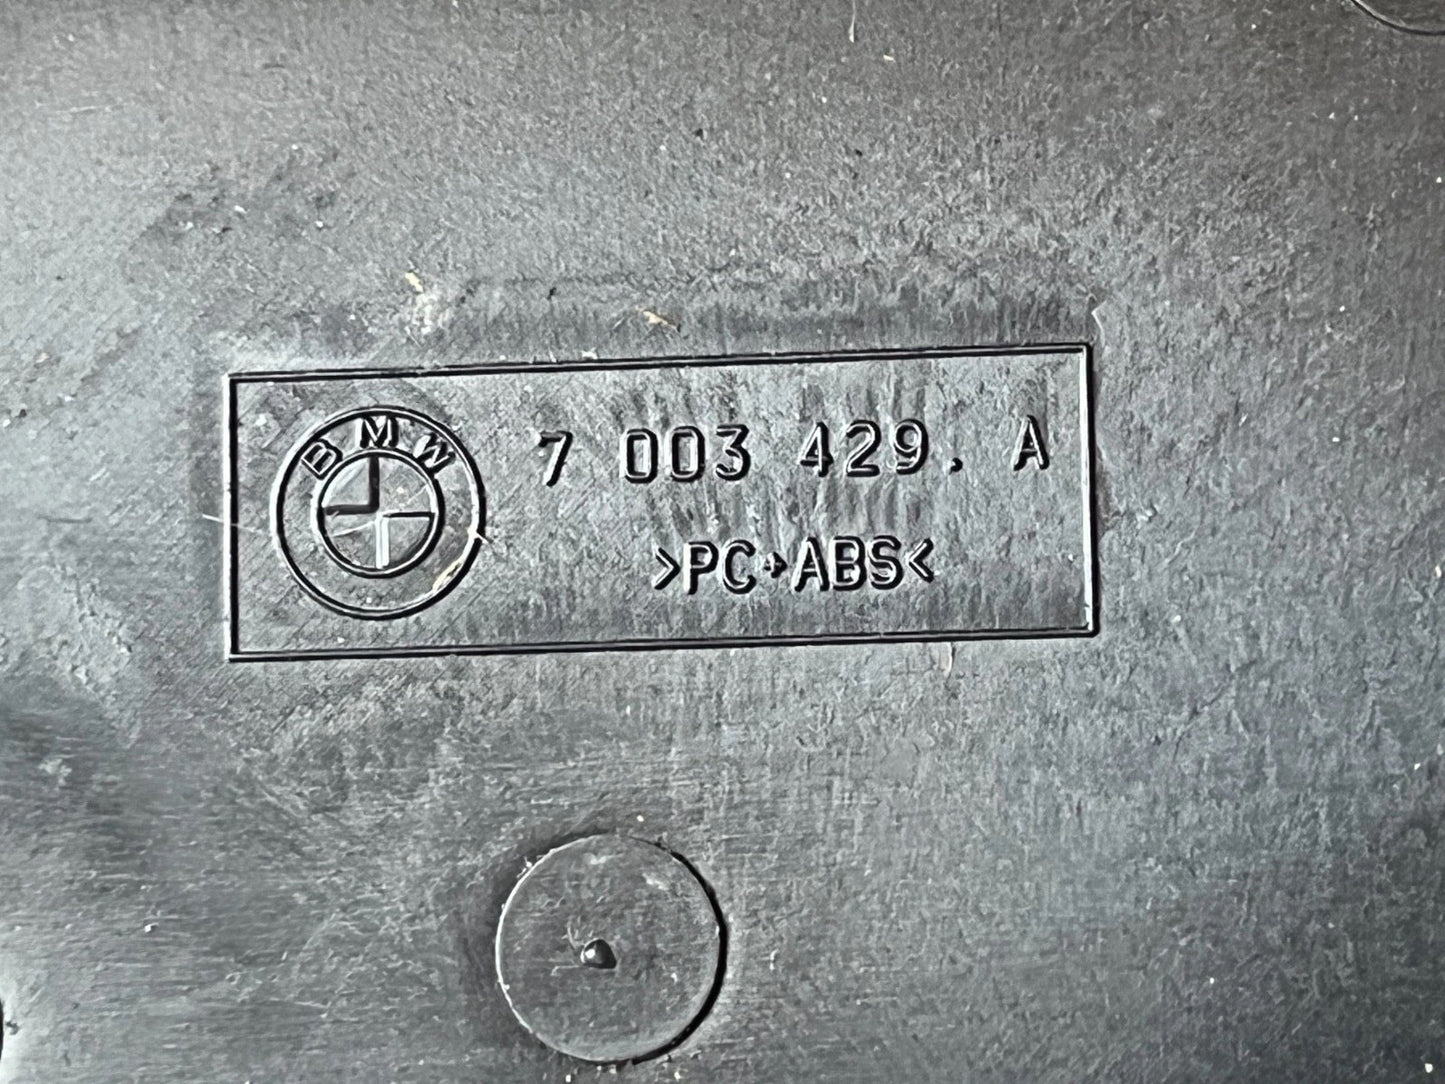 BMW
7 003 429. A
>PC+ABS<